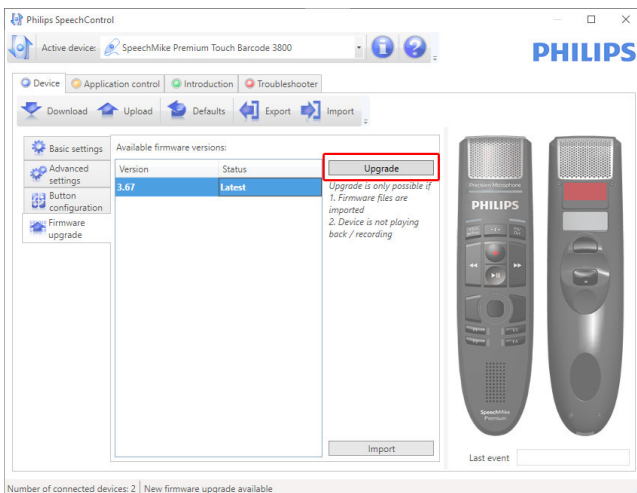 Philips SpeechControl
Active device: SpeechMike Premium Touch Barcode 3800
PHILIPS
Device Application control Introduction Troubleshooter
Download Upload Defaults Export Import
Basic settings
Advanced
settings
Button
configuration
Firmware
upgrade
Available firmware versions:
Version Status
3.67 Latest
Upgrade
Upgrade is only possible if
1. Firmware files are
imported
2. Device is not playing
back / recording
Import
Precision Microphone
PHILIPS
SpeechMike
Premium
Last event
Number of connected devices: 2 New firmware upgrade available